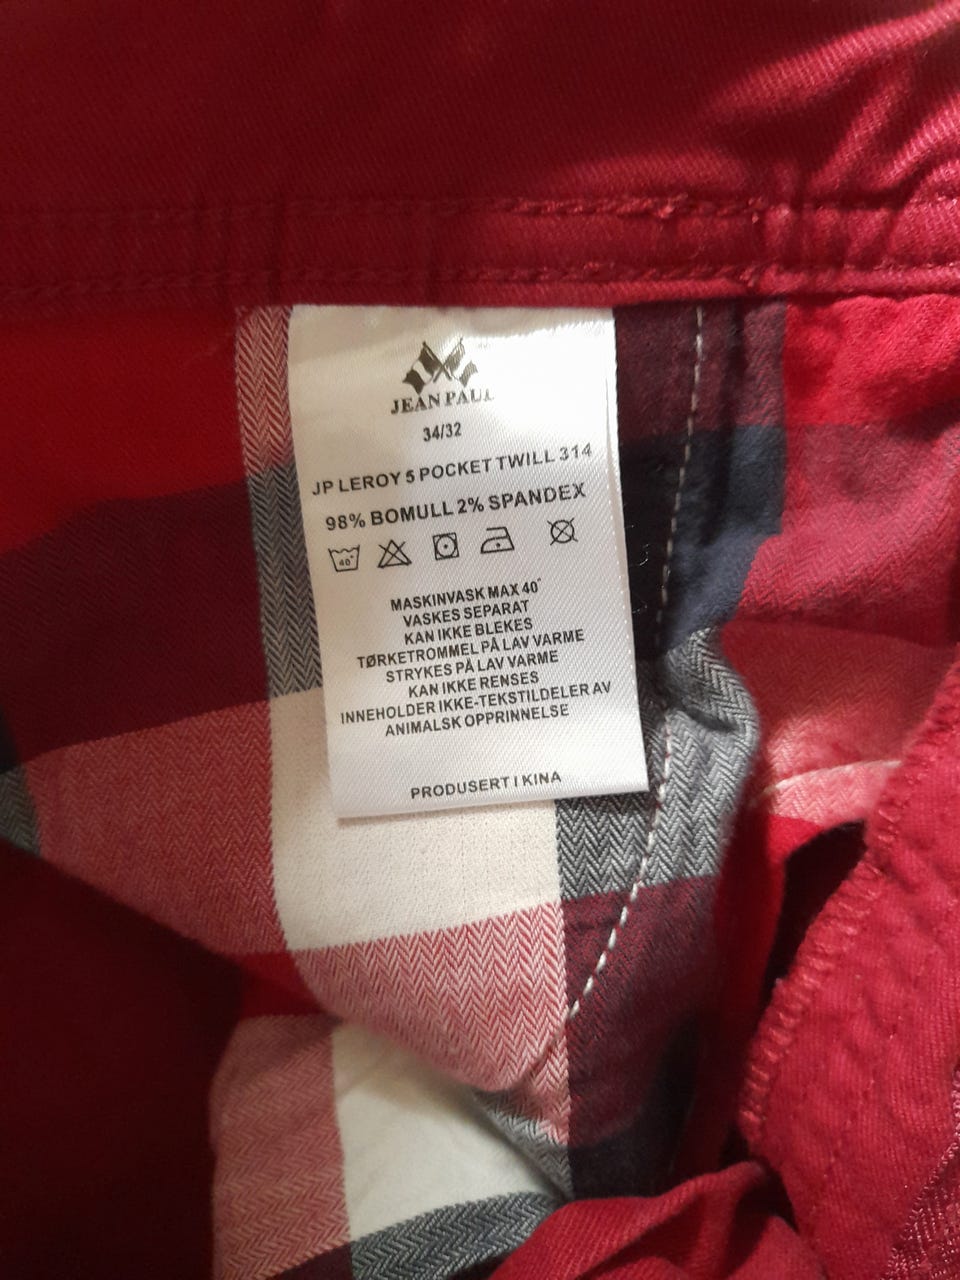 JEAN PAUL
34/32
JP LEROY 5 POCKET TWILL 314
98% BOMULL 2% SPANDEX
40°
MASKINVASK MAX 40°
VASKES SEPARAT
KAN IKKE BLEKES
TØRKETROMMEL PÅ LAV VARME
STRYKES PÅ LAV VARME
KAN IKKE RENSES
INNEHOLDER IKKE-TEKSTILDELER AV
ANIMALSK OPPRINNELSE
PRODUSERT I KINA